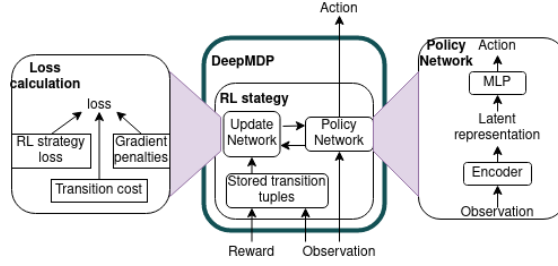 Action
Loss
calculation
loss
RL strategy
loss
Gradient
penalties
Transition cost
DeepMDP
RL stategy
Update
Network
Policy
Network
Stored transition
tuples
Reward
Observation
Policy
Network
Action
MLP
Latent
representation
Encoder
Observation